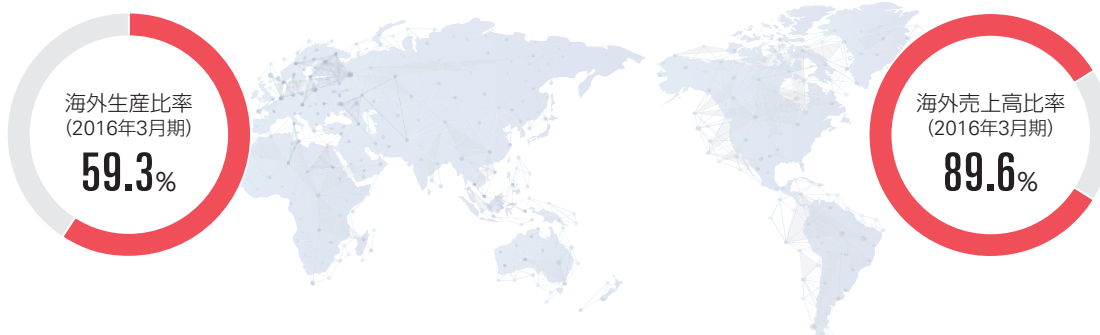 海外生産比率
（2016年3月期）
59.3%
海外売上高比率
（2016年3月期）
89.6%